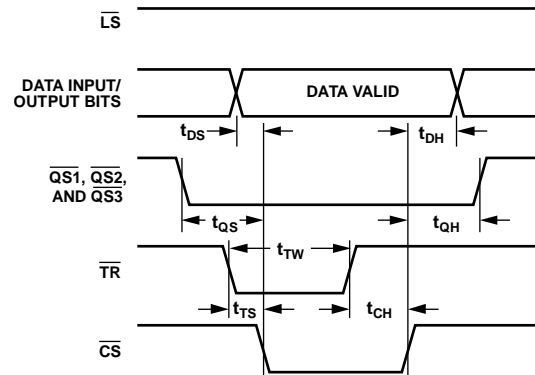 LS
DATA INPUT/
OUTPUT BITS
DATA VALID
tDS
tDH
QS1, QS2,
AND QS3
tQS
tQH
tTW
TR
tTS
tCH
CS